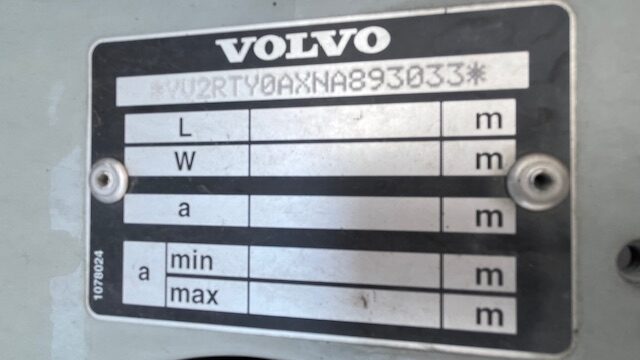 VOLVO
*VV2RTY0AXNA893033*
L m
W m
a m
a min m
max m
1078024